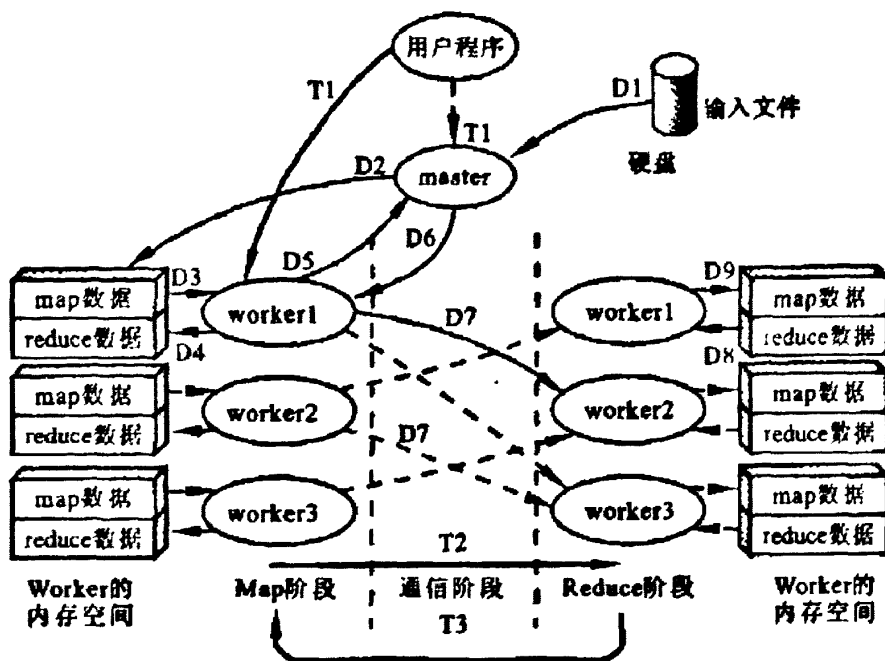 用户程序
T1
D1
输入文件
T1
硬盘
D2
master
D6
D5
D3
D9
map数据
worker1
worker1
map数据
reduce数据
D7
reduce数据
D4
D8
map数据
map数据
worker2
worker2
reduce数据
D7
reduce数据
map数据
map数据
worker3
worker3
reduce数据
reduce数据
T2
Worker的
内存空间
Map阶段
通信阶段
Reduce阶段
Worker的
内存空间
T3